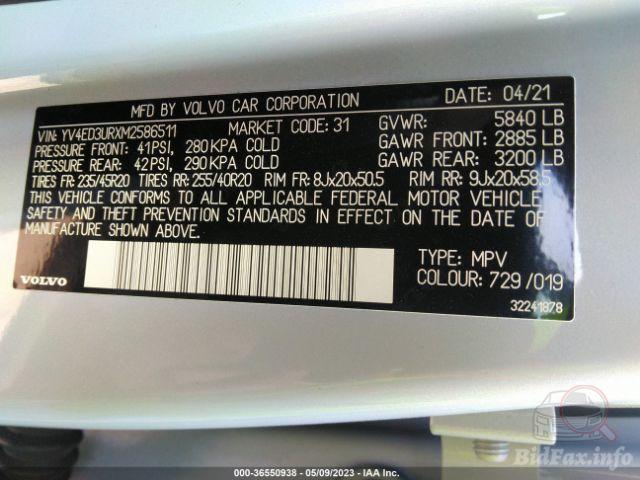 MFD BY VOLVO CAR CORPORATION DATE: 04/21
VIN: YV4ED3URXM2586511 MARKET CODE: 31 GVWR: 5840 LB
PRESSURE FRONT: 41PSI, 280 KPA COLD GAWR FRONT: 2885 LB
PRESSURE REAR: 42PSI, 290KPA COLD GAWR REAR: 3200 LB
TIRES FR: 235/45R20 TIRES RR: 255/40R20 RIM FR: 8Jx20x50.5 RIM RR: 9Jx20x58.5
THIS VEHICLE CONFORMS TO ALL APPLICABLE FEDERAL MOTOR VEHICLE
SAFETY AND THEFT PREVENTION STANDARDS IN EFFECT ON THE DATE OF
MANUFACTURE SHOWN ABOVE.
TYPE: MPV
COLOUR: 729/019
VOLVO
32241878
BidFax.info
000-36550938 - 05/09/2023 - IAA Inc.